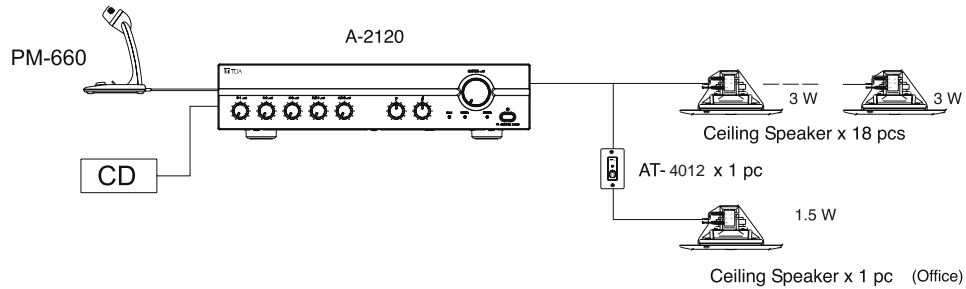 A-2120
PM-660
TOA
3 W
3 W
Ceiling Speaker x 18 pcs
CD
AT- 4012 x 1 pc
1.5 W
Ceiling Speaker x 1 pc (Office)